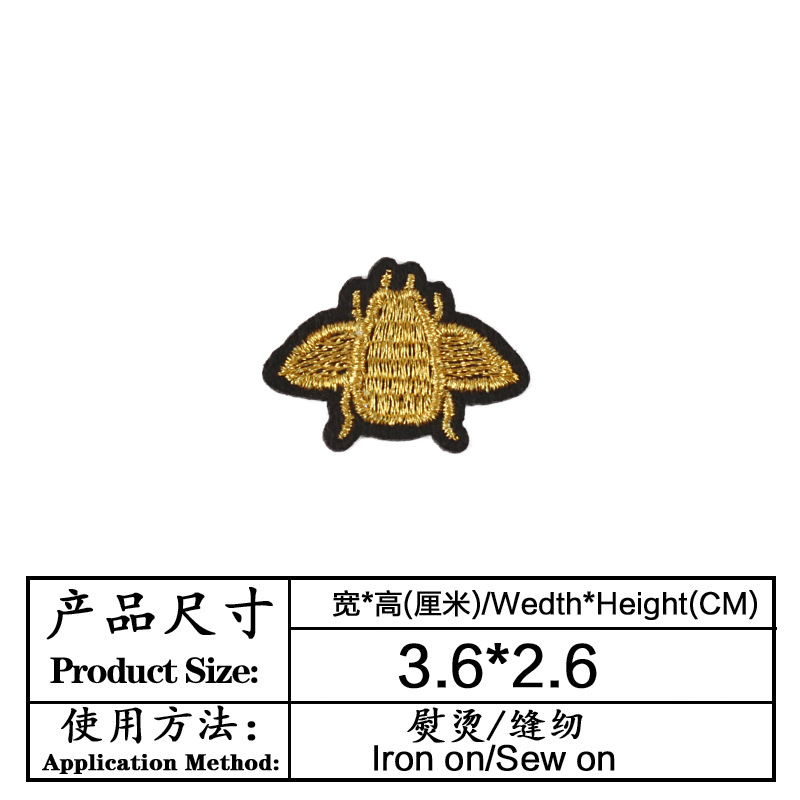 产品尺寸
Product Size:
宽*高(厘米)/Wedth*Height(CM)
3.6*2.6
使用方法：
Application Method:
熨烫/缝纫
Iron on/Sew on